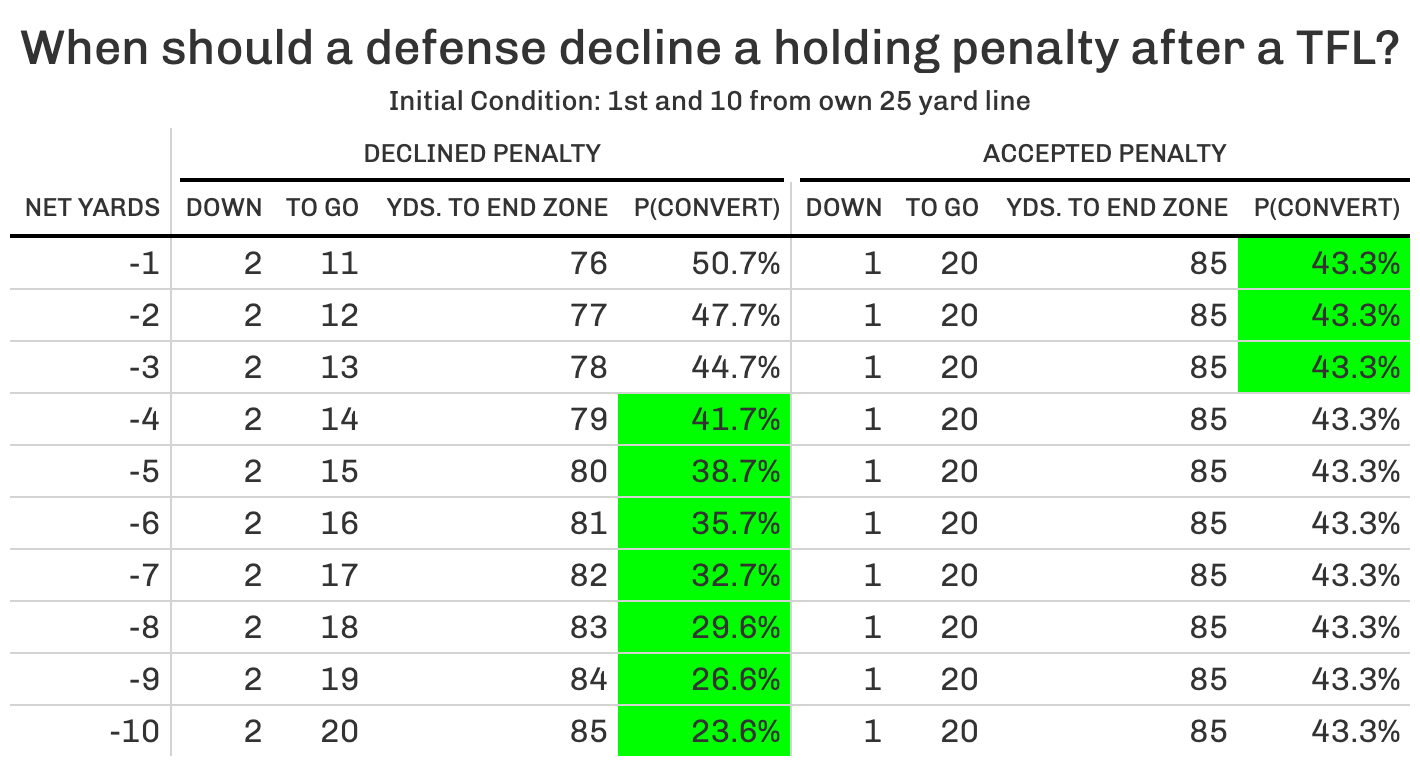 When should a defense decline a holding penalty after a TFL?
Initial Condition: 1st and 10 from own 25 yard line
DECLINED PENALTY ACCEPTED PENALTY
NET YARDS DOWN TO GO YDS. TO END ZONE P(CONVERT) DOWN TO GO YDS. TO END ZONE P(CONVERT)
-1 2 11 76 50.7% 1 20 85 43.3%
-2 2 12 77 47.7% 1 20 85 43.3%
-3 2 13 78 44.7% 1 20 85 43.3%
-4 2 14 79 41.7% 1 20 85 43.3%
-5 2 15 80 38.7% 1 20 85 43.3%
-6 2 16 81 35.7% 1 20 85 43.3%
-7 2 17 82 32.7% 1 20 85 43.3%
-8 2 18 83 29.6% 1 20 85 43.3%
-9 2 19 84 26.6% 1 20 85 43.3%
-10 2 20 85 23.6% 1 20 85 43.3%